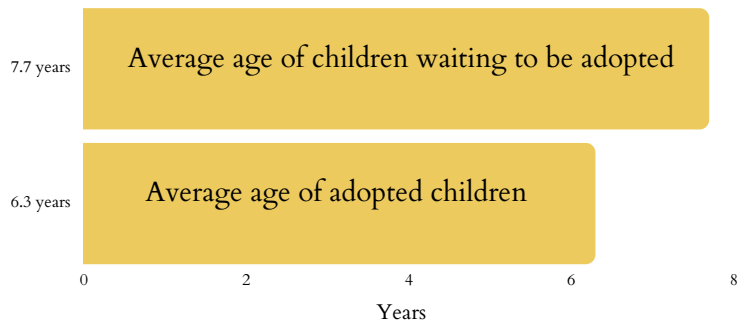 Average age of children waiting to be adopted
7.7 years
Average age of adopted children
6.3 years
0 2 4 6 8
Years